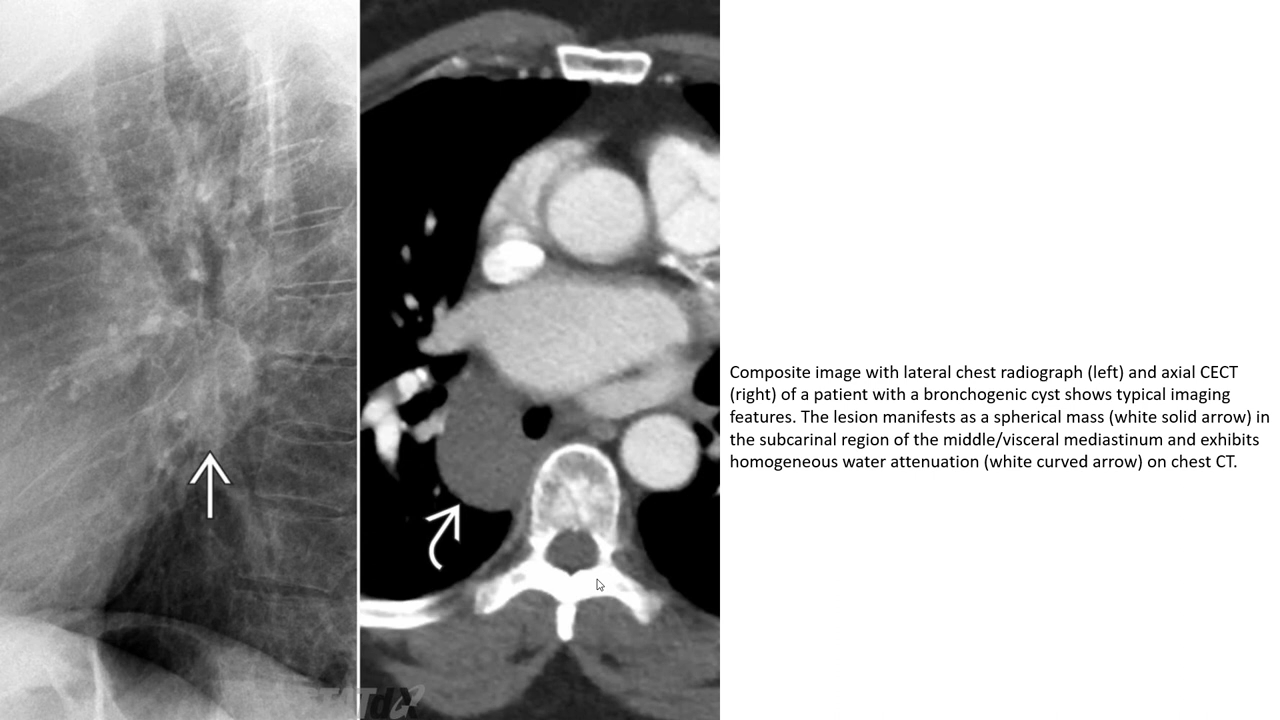 Composite image with lateral chest radiograph (left) and axial CECT
(right) of a patient with a bronchogenic cyst shows typical imaging
features. The lesion manifests as a spherical mass (white solid arrow) in
the subcarinal region of the middle/visceral mediastinum and exhibits
homogeneous water attenuation (white curved arrow) on chest CT.